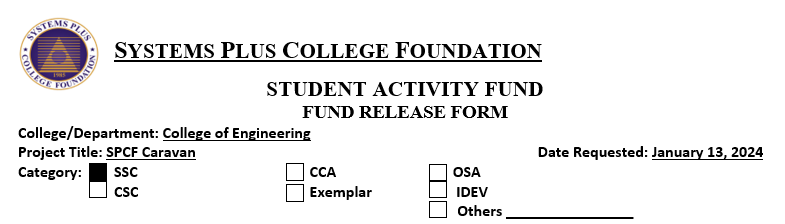 SYSTEMS PLUS
COLLEGE FOUNDATION
1985
SYSTEMS PLUS COLLEGE FOUNDATION
STUDENT ACTIVITY FUND
FUND RELEASE FORM
College/Department: College of Engineering
Project Title: SPCF Caravan Date Requested: January 13, 2024
Category: SSC CCA OSA
CSC Exemplar IDEV
Others